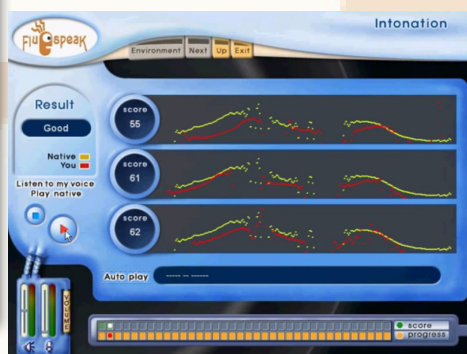 FluSpeak
Intonation
Environment Next Up Exit
Result
Good
Native
You
Listen to my voice
Play native
score
55
score
61
score
62
Auto play
----- -- ------
VOLUME
score
progress